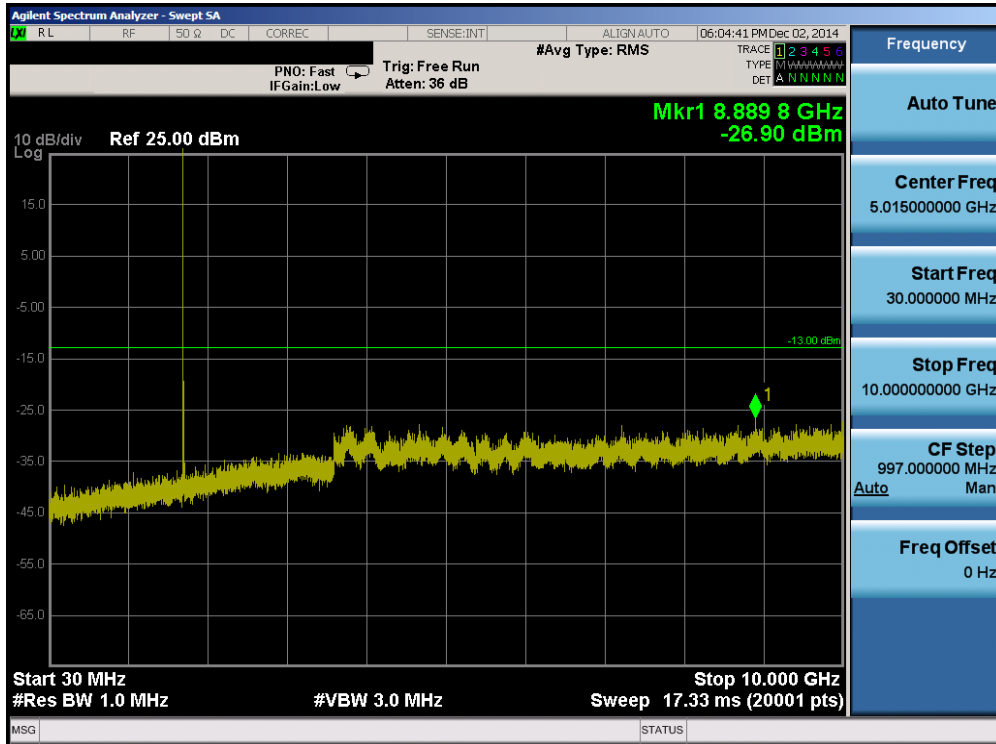 Agilent Spectrum Analyzer - Swept SA
LXI RL RF 50 Ω DC CORREC SENSE:INT ALIGN AUTO 06:04:41 PM Dec 02, 2014
#Avg Type: RMS
TRACE 1 2 3 4 5 6
TYPE M WWWWW
DET A N N N N N
PNO: Fast
IFGain:Low
Trig: Free Run
Atten: 36 dB
Mkr1 8.889 8 GHz
-26.90 dBm
10 dB/div
Log
Ref 25.00 dBm
15.0
5.00
-5.00
-13.00 dBm
-15.0
-25.0
1
-35.0
-45.0
-55.0
-65.0
Start 30 MHz
Stop 10.000 GHz
#Res BW 1.0 MHz
#VBW 3.0 MHz
Sweep 17.33 ms (20001 pts)
MSG
STATUS
Frequency
Auto Tune
Center Freq
5.015000000 GHz
Start Freq
30.000000 MHz
Stop Freq
10.000000000 GHz
CF Step
997.000000 MHz
Auto Man
Freq Offset
0 Hz